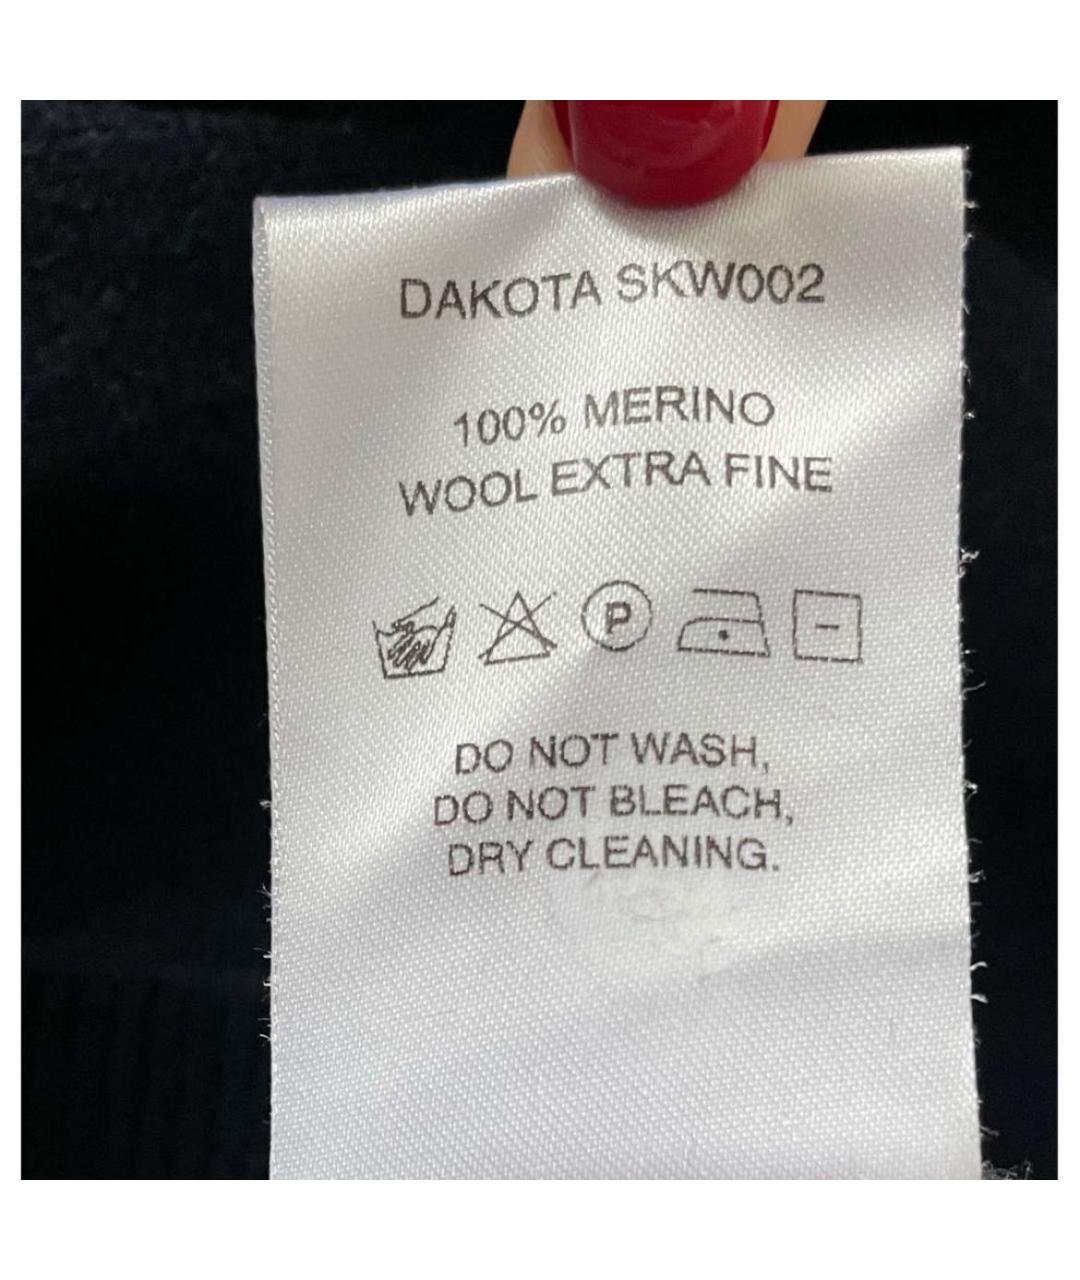 DAKOTA SKW002
100% MERINO
WOOL EXTRA FINE
P
DO NOT WASH,
DO NOT BLEACH,
DRY CLEANING.